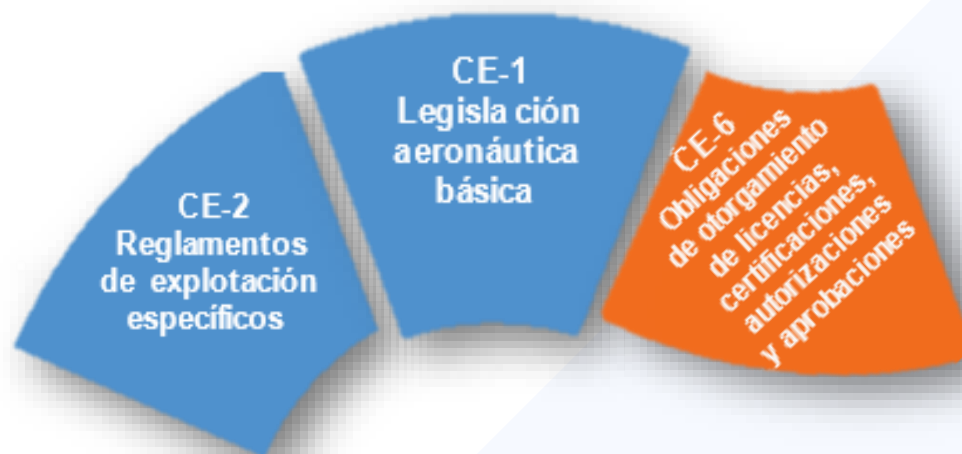 CE-2
Reglamentos
de explotación
específicos
CE-1
Legisla ción
aeronáutica
básica
CE-6
Obligaciones
de otorgamiento
de licencias,
certificaciones,
autorizaciones
y aprobaciones